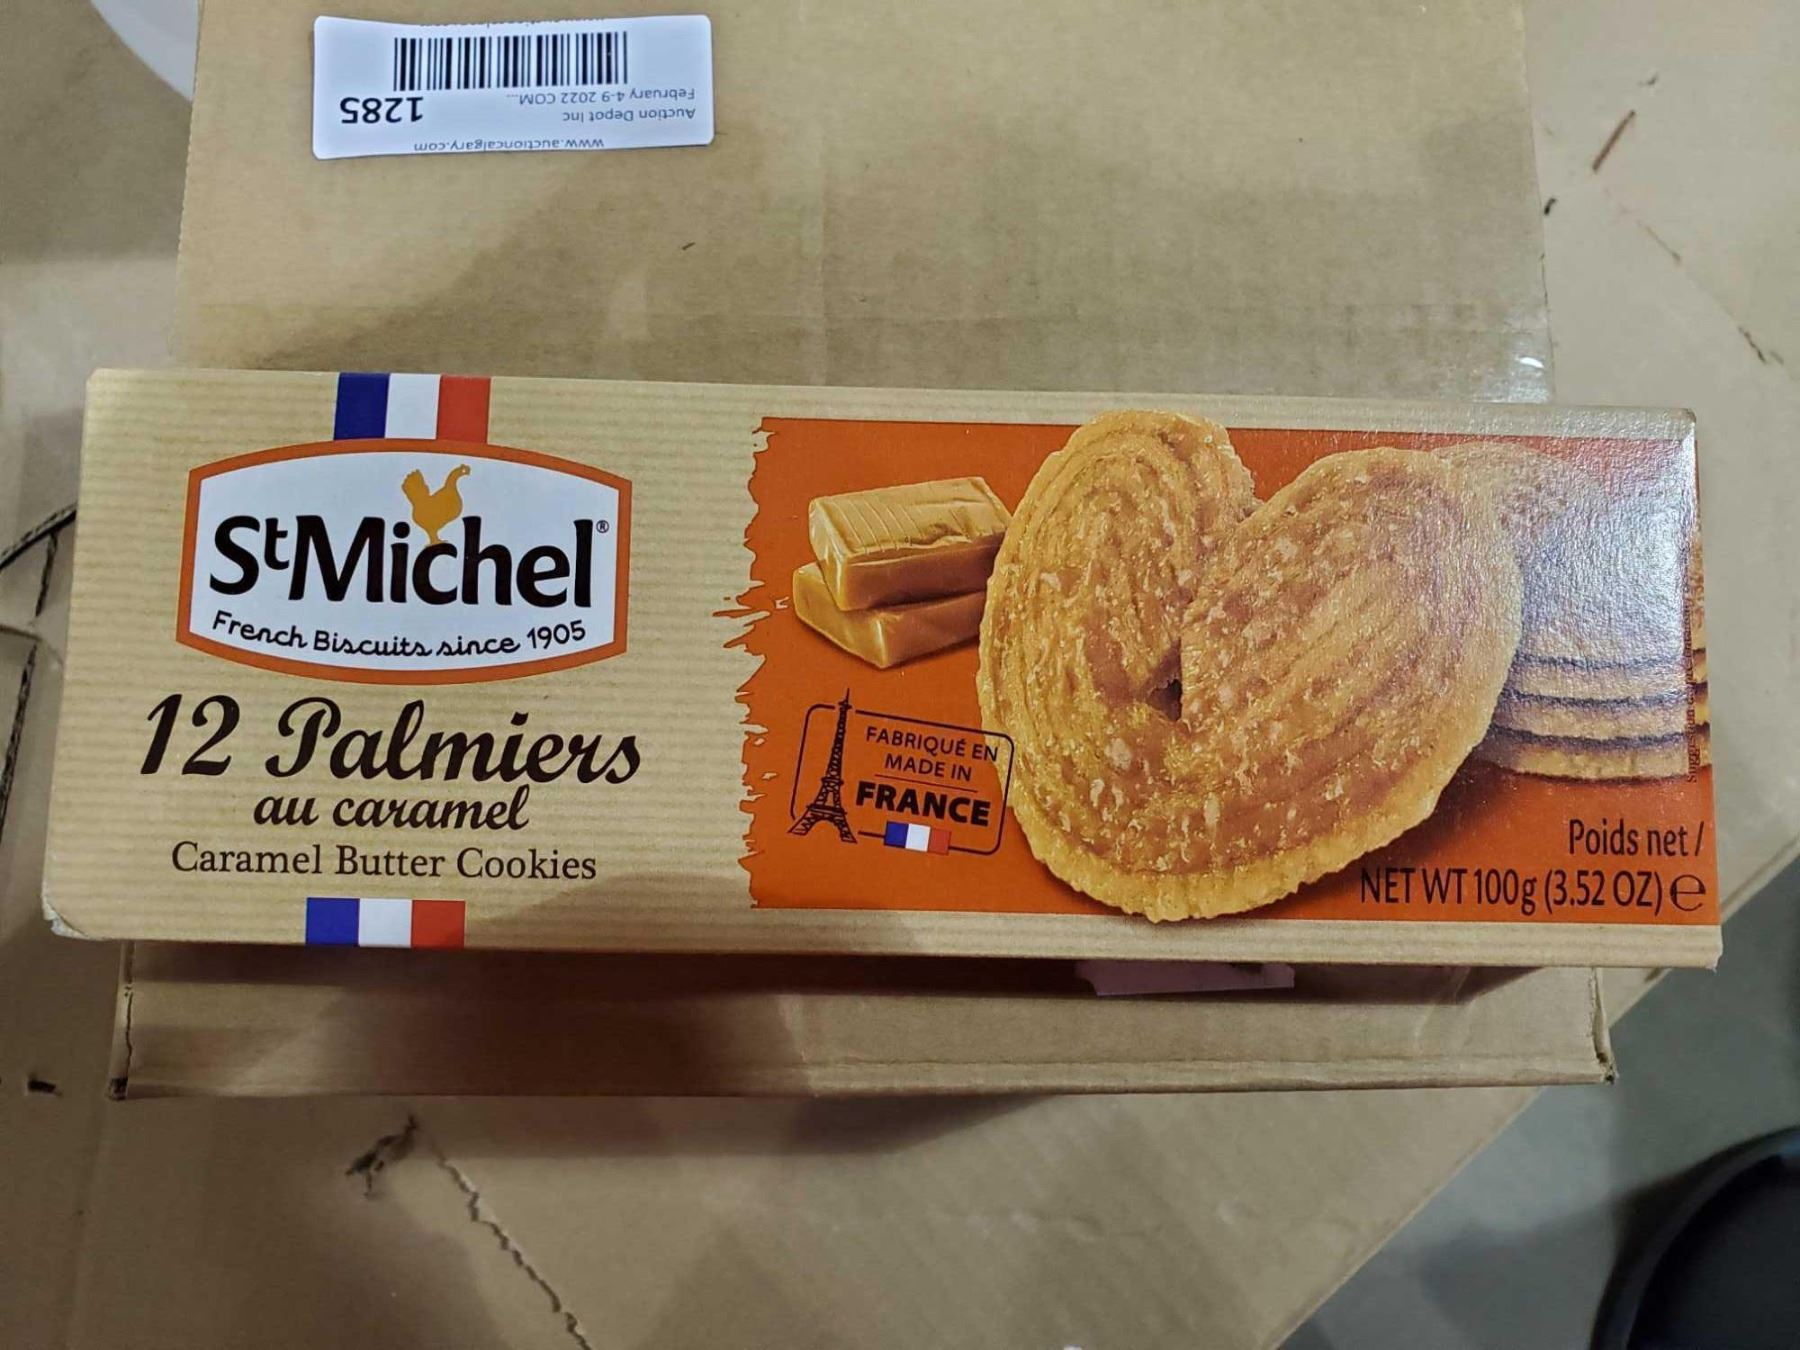 www.auctioncalgary.com
Auction Depot Inc
February 4-9 2022 COM...
1285
StMichel®
French Biscuits since 1905
12 Palmiers
au caramel
Caramel Butter Cookies
FABRIQUÉ EN
MADE IN
FRANCE
Poids net /
NET WT 100g (3.52 OZ) e